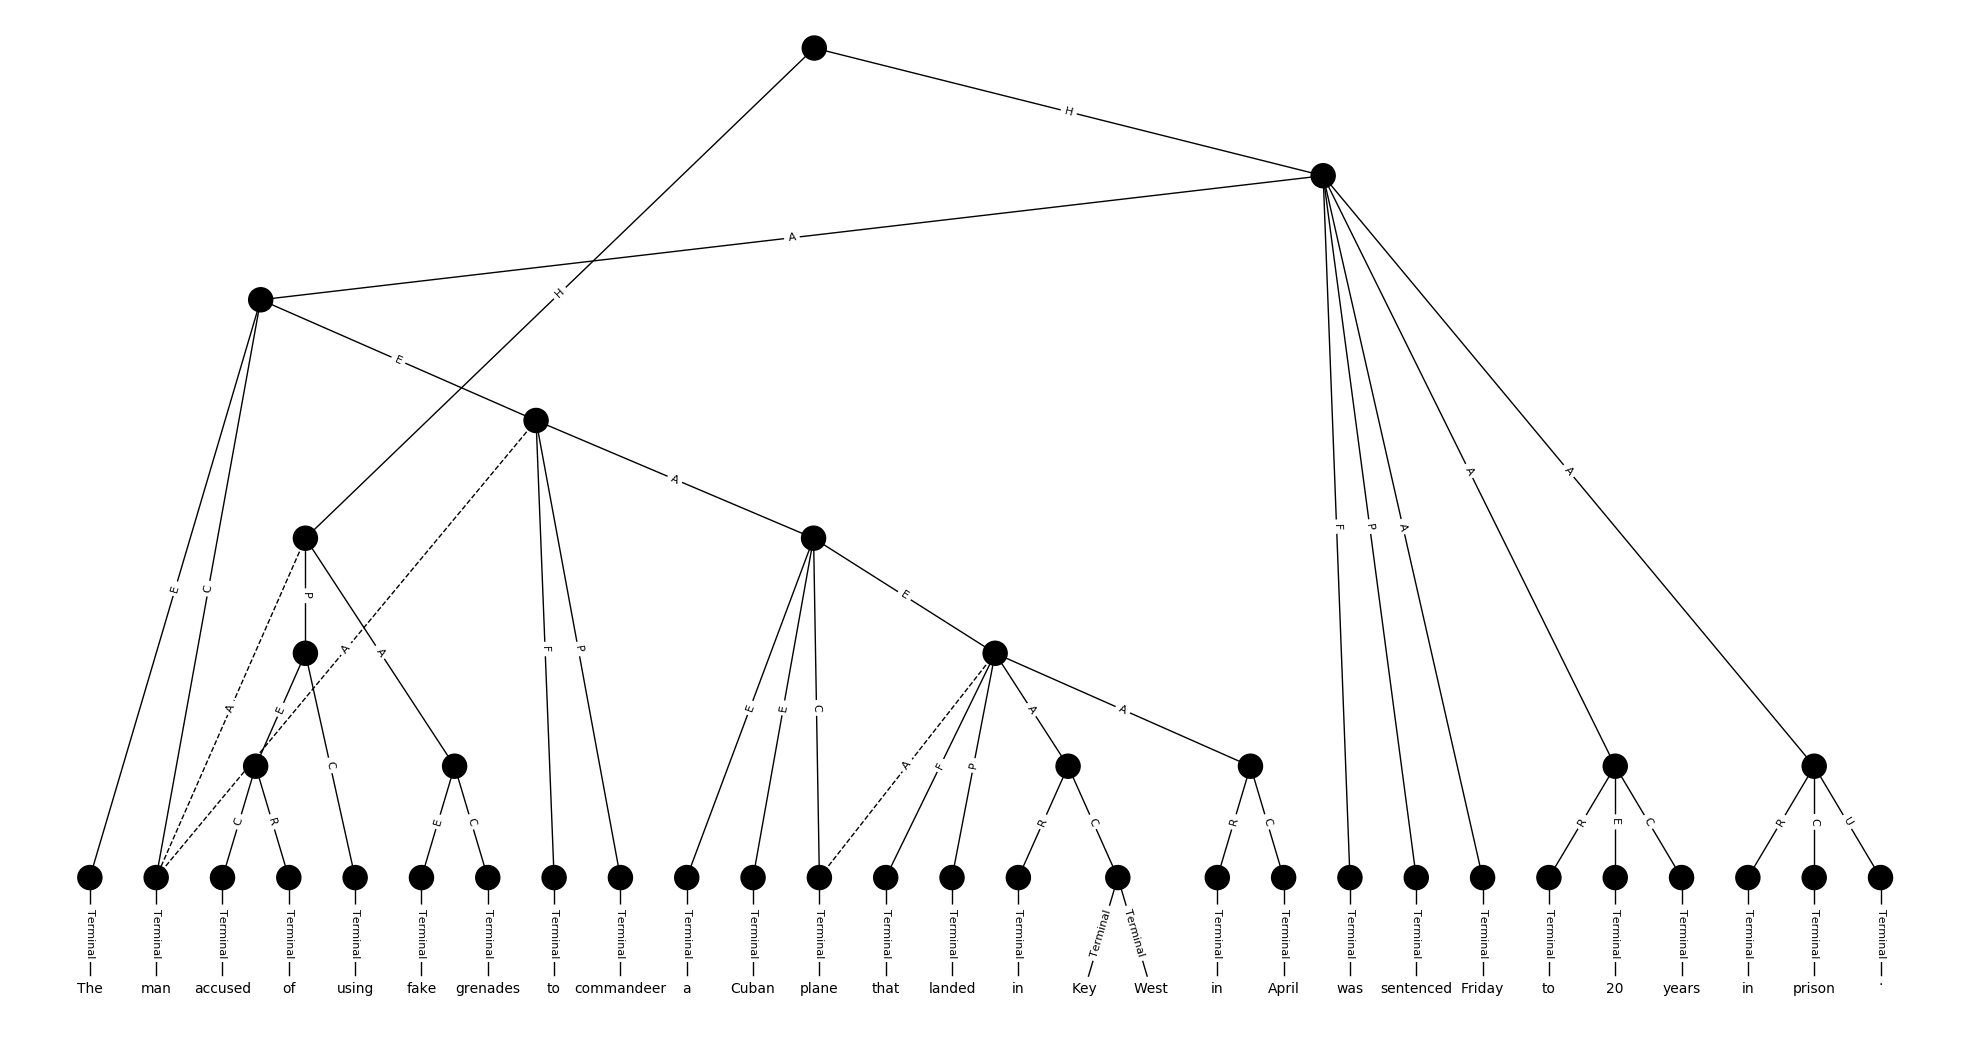 H
H
A
E
A
E
C
P
A
A
A
E
C
E
C
R
E
C
F
P
E
E
C
E
A
F
P
A
A
R
C
R
C
F
P
A
A
A
R
E
C
R
C
U
Terminal Terminal Terminal Terminal Terminal Terminal Terminal Terminal Terminal Terminal Terminal Terminal Terminal Terminal Terminal Terminal Terminal Terminal Terminal Terminal Terminal Terminal Terminal Terminal Terminal Terminal Terminal Terminal
The man accused of using fake grenades to commandeer a Cuban plane that landed in Key West in April was sentenced Friday to 20 years in prison .